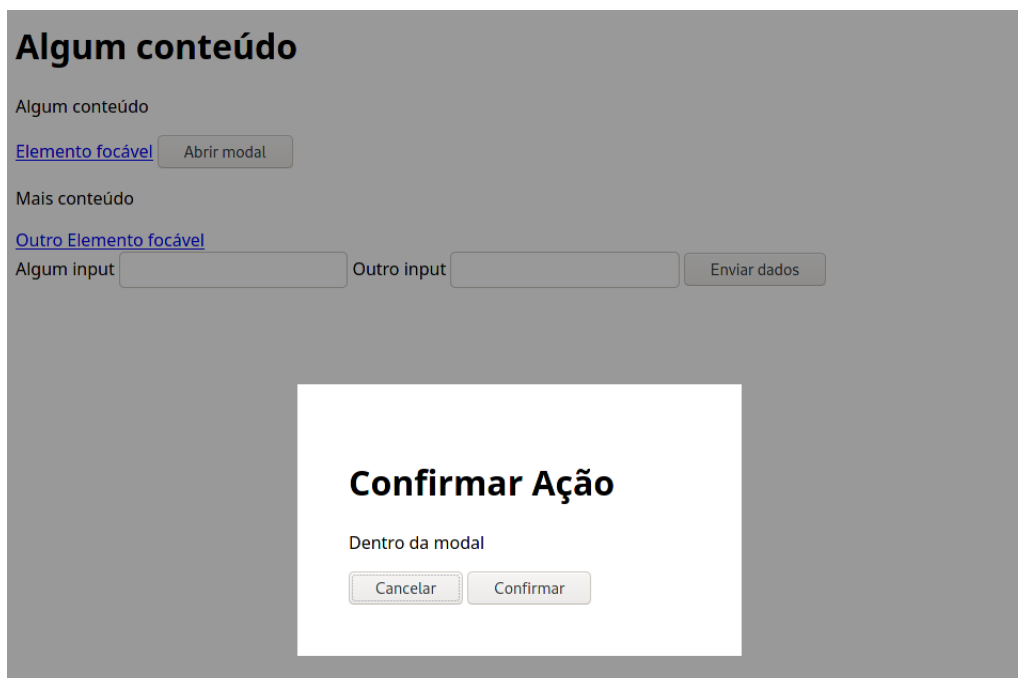 Algum conteúdo
Algum conteúdo
Elemento focável Abrir modal
Mais conteúdo
Outro Elemento focável
Algum input Outro input Enviar dados
Confirmar Ação
Dentro da modal
Cancelar Confirmar